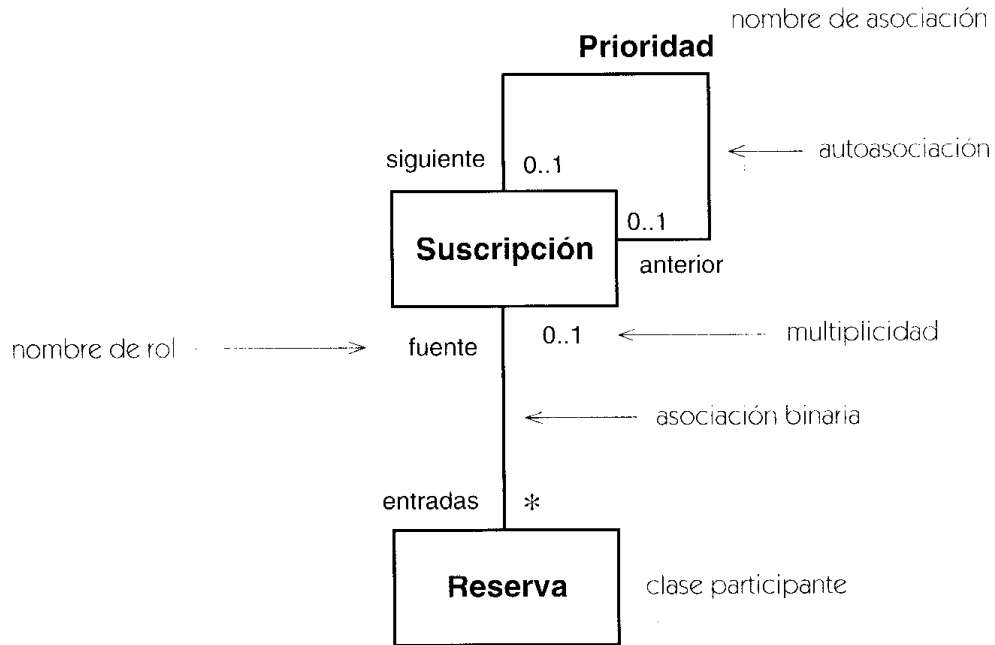 nombre de asociación
Prioridad
autoasociación
siguiente
0..1
0..1
Suscripción
anterior
nombre de rol
fuente
0..1
multiplicidad
asociación binaria
entradas
*
Reserva
clase participante